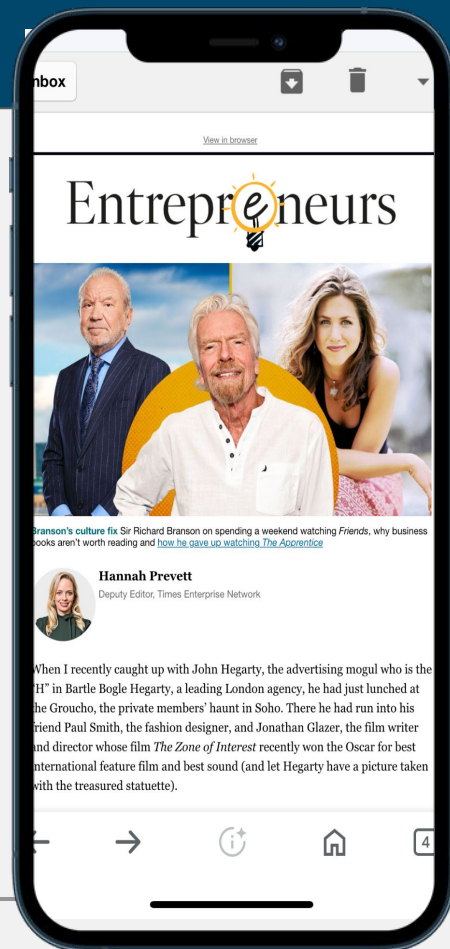 nbox
View in browser
Entrepreneurs
Branson's culture fix Sir Richard Branson on spending a weekend watching Friends, why business
books aren't worth reading and how he gave up watching The Apprentice
Hannah Prevett
Deputy Editor, Times Enterprise Network
When I recently caught up with John Hegarty, the advertising mogul who is the
"H" in Bartle Bogle Hegarty, a leading London agency, he had just lunched at
the Groucho, the private members' haunt in Soho. There he had run into his
friend Paul Smith, the fashion designer, and Jonathan Glazer, the film writer
and director whose film The Zone of Interest recently won the Oscar for best
international feature film and best sound (and let Hegarty have a picture taken
with the treasured statuette).
4